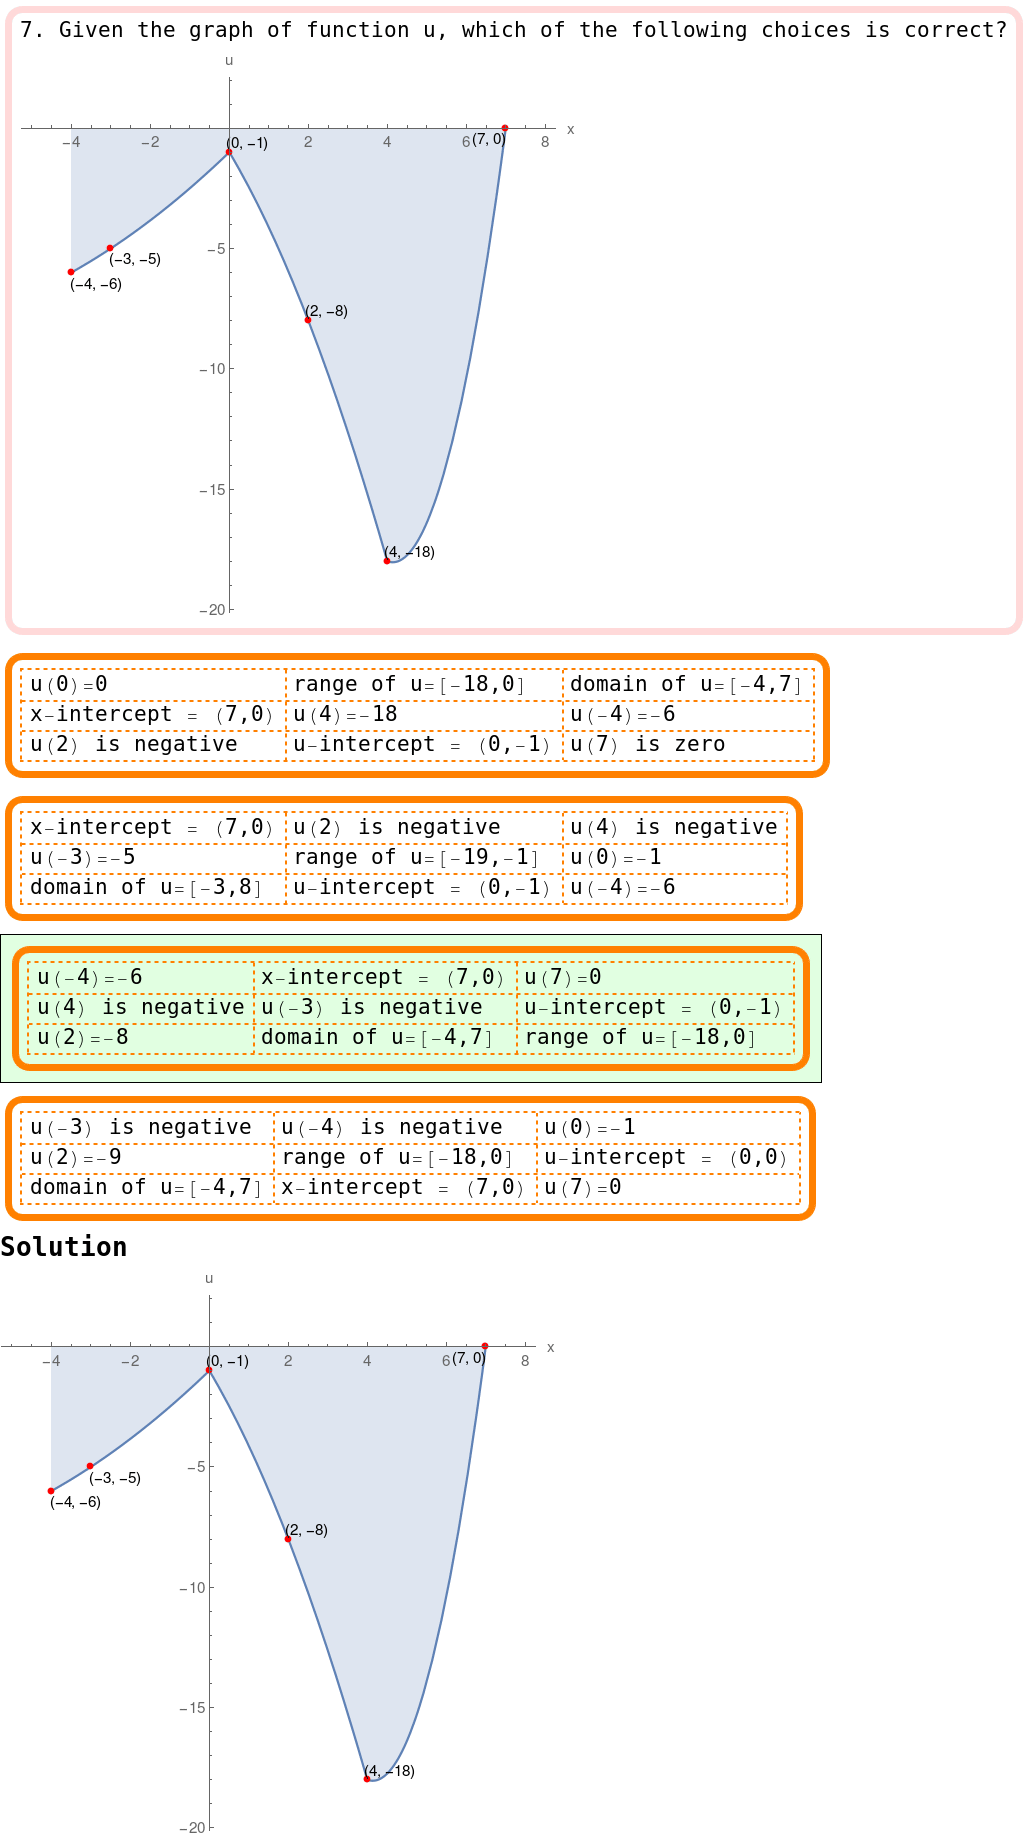 7. Given the graph of function u, which of the following choices is correct?
u
x
−4 −2 2 4 6 8
(0, −1)
(7, 0)
−5
(−3, −5)
(−4, −6)
(2, −8)
−10
−15
(4, −18)
−20
u(0)=0 range of u=[-18,0] domain of u=[-4,7]
x-intercept = (7,0) u(4)=-18 u(-4)=-6
u(2) is negative u-intercept = (0,-1) u(7) is zero
x-intercept = (7,0) u(2) is negative u(4) is negative
u(-3)=-5 range of u=[-19,-1] u(0)=-1
domain of u=[-3,8] u-intercept = (0,-1) u(-4)=-6
u(-4)=-6 x-intercept = (7,0) u(7)=0
u(4) is negative u(-3) is negative u-intercept = (0,-1)
u(2)=-8 domain of u=[-4,7] range of u=[-18,0]
u(-3) is negative u(-4) is negative u(0)=-1
u(2)=-9 range of u=[-18,0] u-intercept = (0,0)
domain of u=[-4,7] x-intercept = (7,0) u(7)=0
Solution
u
x
−4 −2 2 4 6 8
(0, −1)
(7, 0)
−5
(−3, −5)
(−4, −6)
(2, −8)
−10
−15
(4, −18)
−20